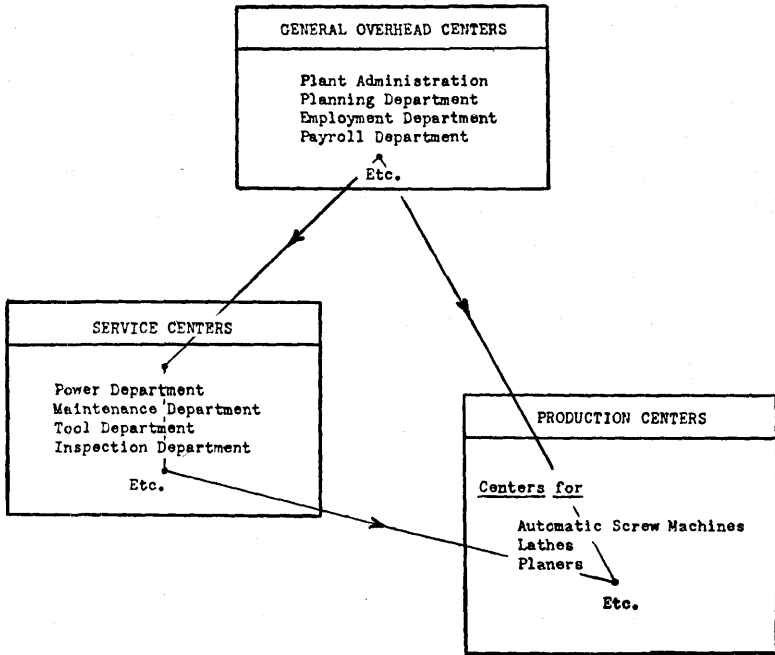 GENERAL OVERHEAD CENTERS
Plant Administration
Planning Department
Employment Department
Payroll Department
Etc.
SERVICE CENTERS
Power Department
Maintenance Department
Tool Department
Inspection Department
Etc.
PRODUCTION CENTERS
Centers for
Automatic Screw Machines
Lathes
Planers
Etc.